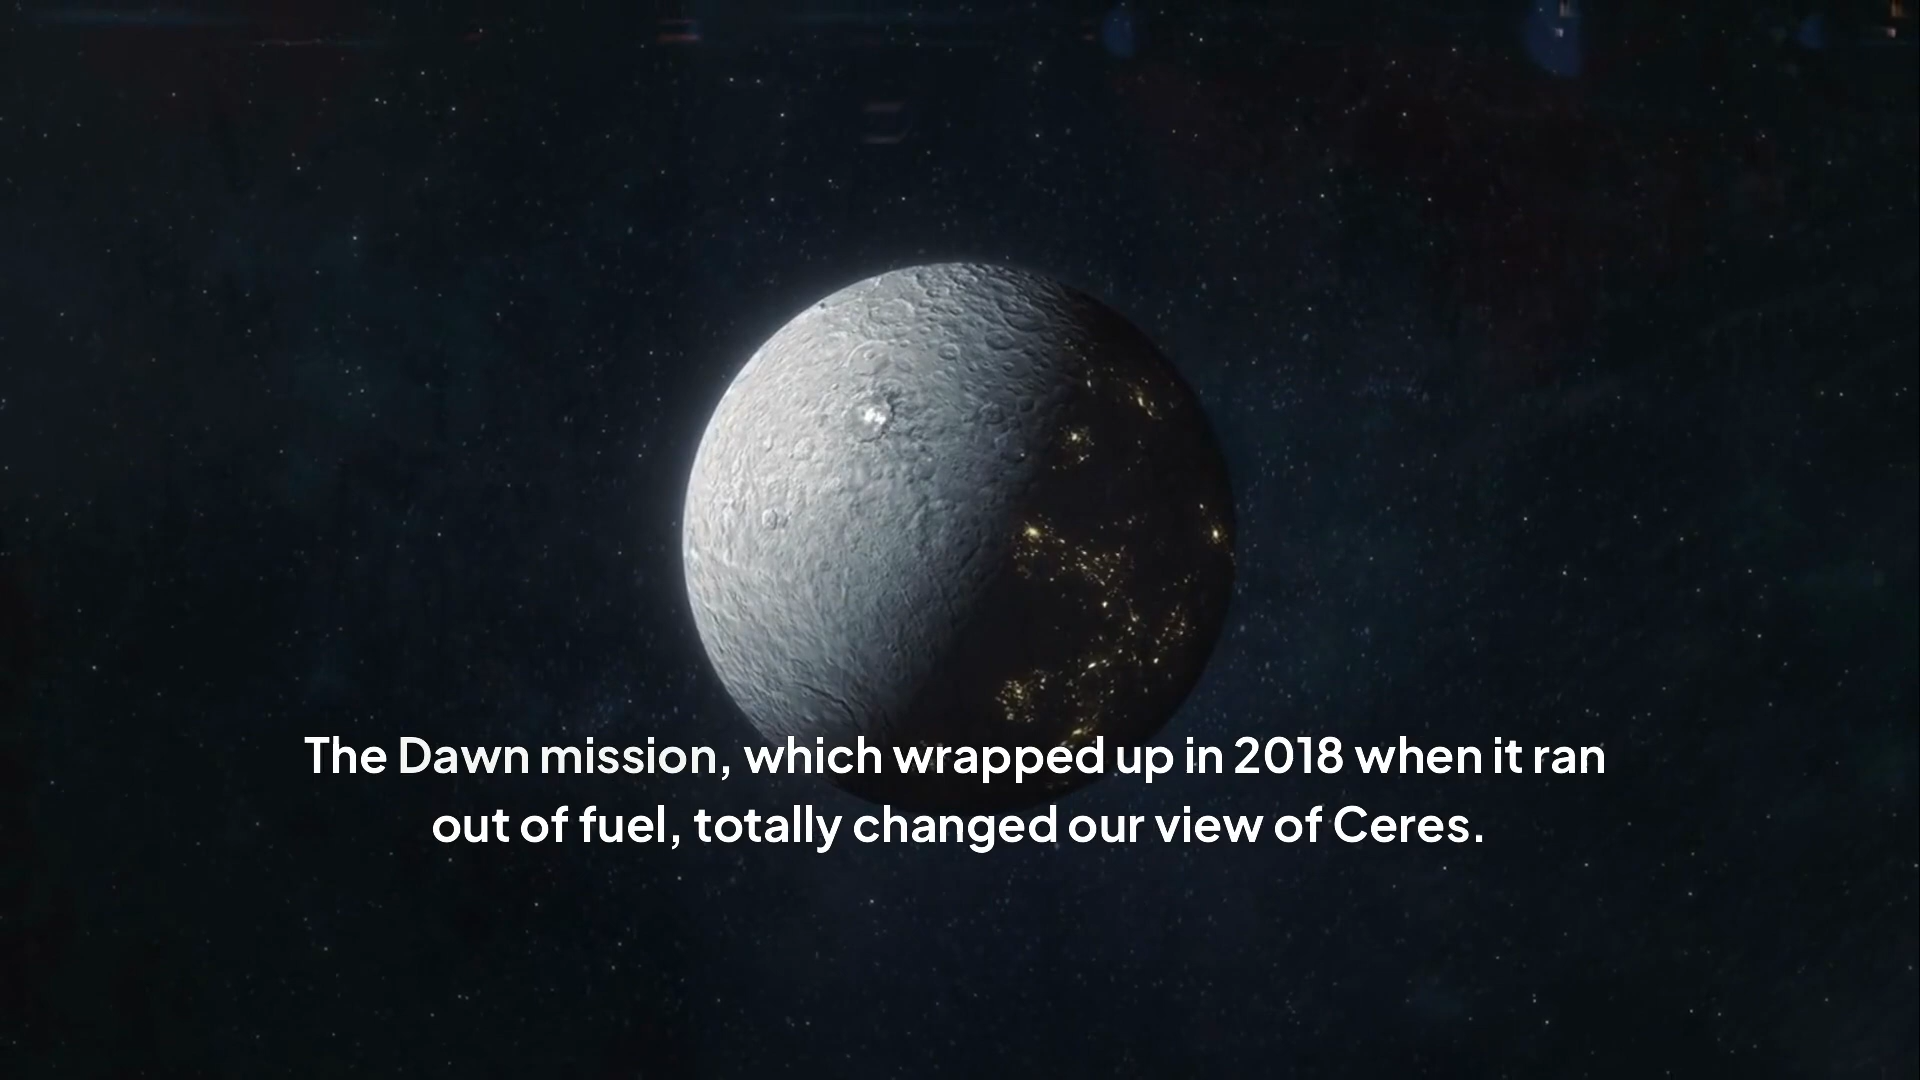 The Dawn mission, which wrapped up in 2018 when it ran
out of fuel, totally changed our view of Ceres.